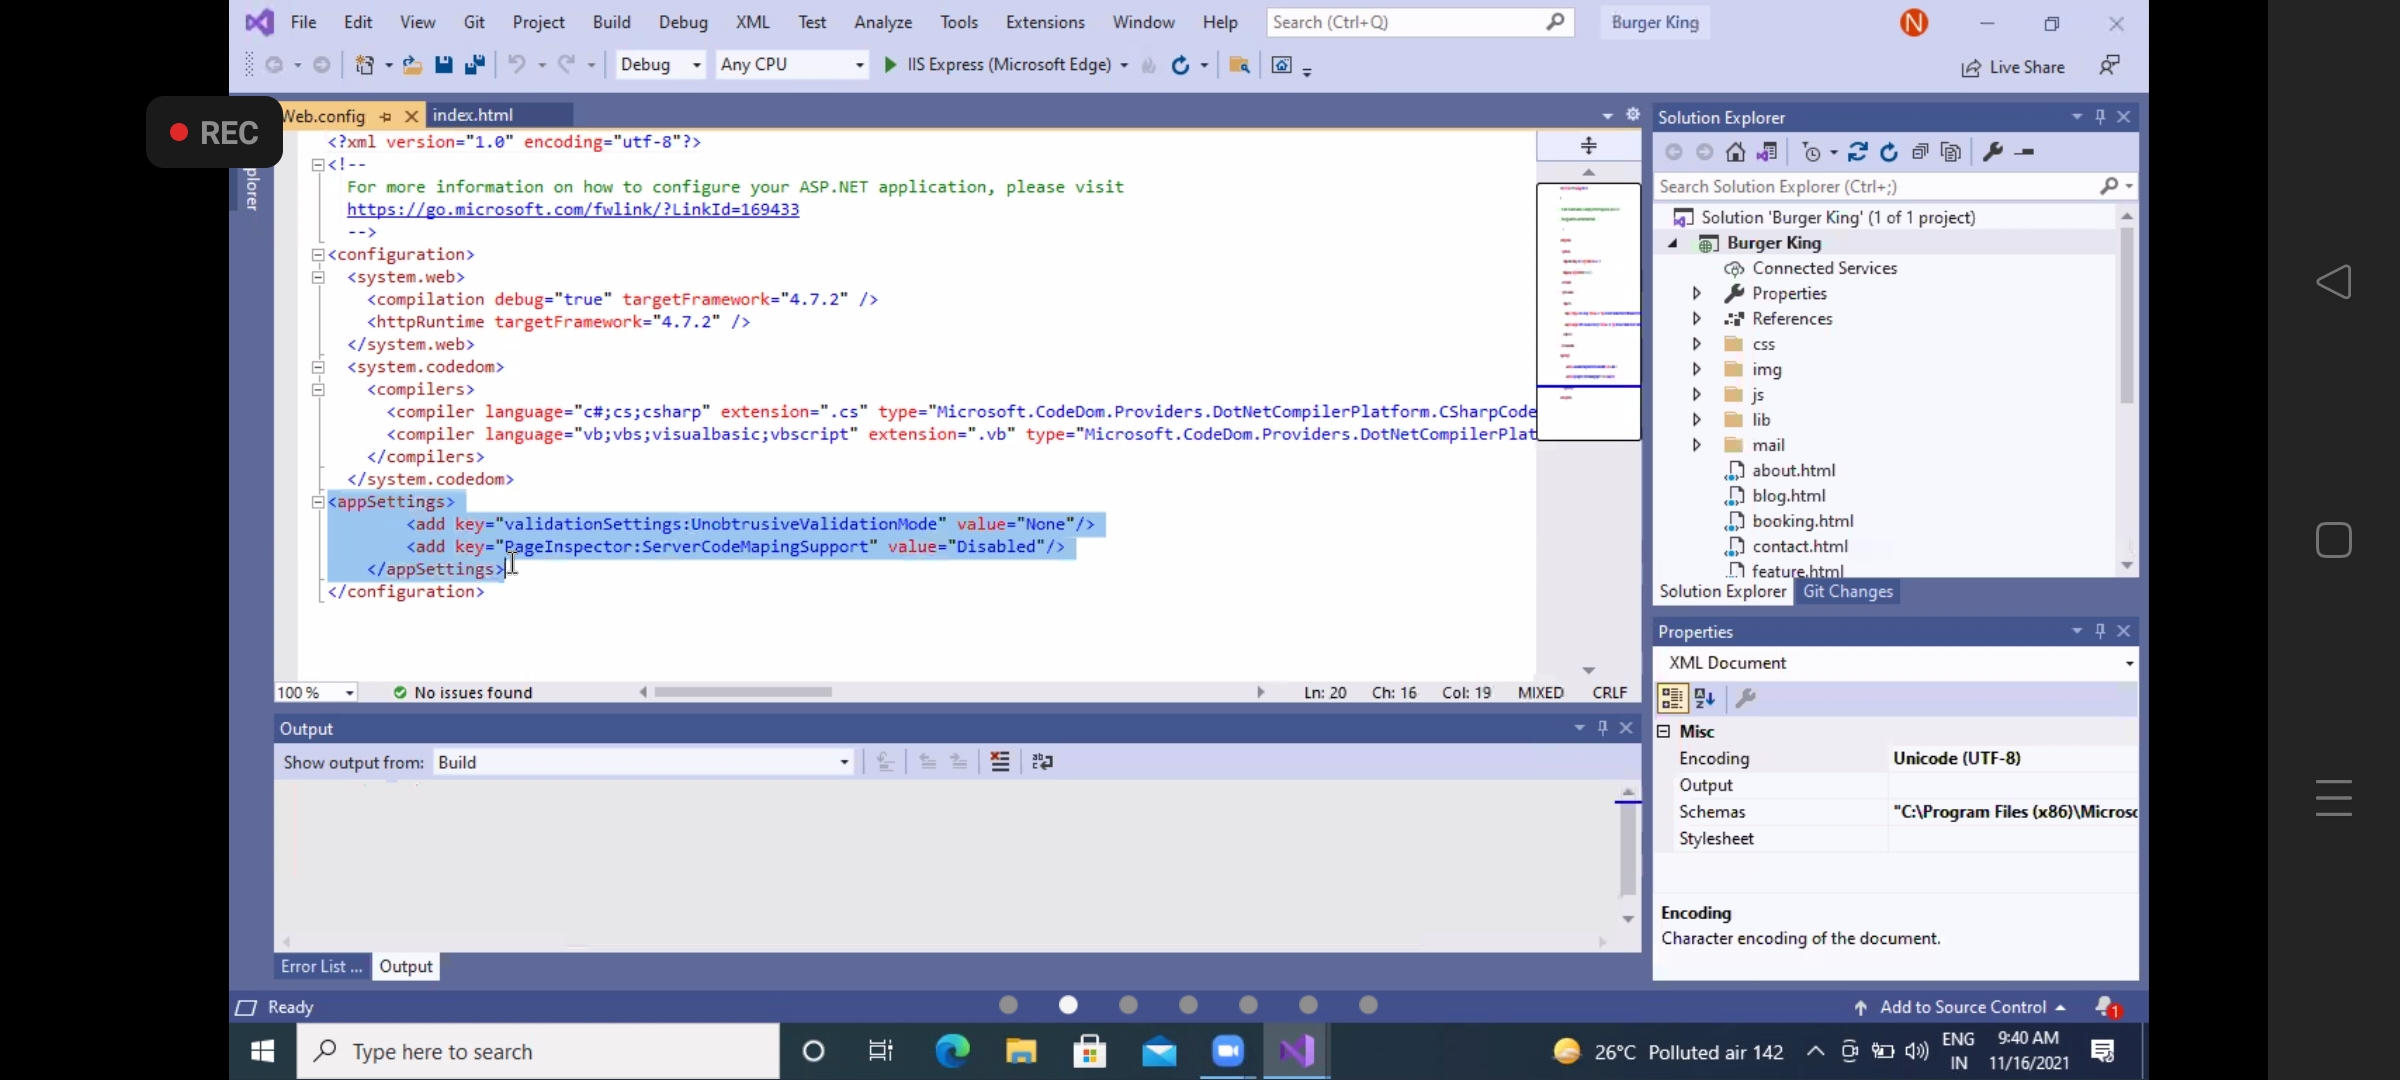 File Edit View Git Project Build Debug XML Test Analyze Tools Extensions Window Help Search (Ctrl+Q) Burger King N
Debug Any CPU IIS Express (Microsoft Edge) Live Share
REC
Web.config index.html
plorer
<?xml version="1.0" encoding="utf-8"?>
<!--
For more information on how to configure your ASP.NET application, please visit
https://go.microsoft.com/fwlink/?LinkId=169433
-->
<configuration>
<system.web>
<compilation debug="true" targetFramework="4.7.2" />
<httpRuntime targetFramework="4.7.2" />
</system.web>
<system.codedom>
<compilers>
<compiler language="c#;cs;csharp" extension=".cs" type="Microsoft.CodeDom.Providers.DotNetCompilerPlatform.CSharpCode
<compiler language="vb;vbs;visualbasic;vbscript" extension=".vb" type="Microsoft.CodeDom.Providers.DotNetCompilerPlat
</compilers>
</system.codedom>
<appSettings>
<add key="validationSettings:UnobtrusiveValidationMode" value="None"/>
<add key="PageInspector:ServerCodeMapingSupport" value="Disabled"/>
</appSettings>
</configuration>
100 % No issues found Ln: 20 Ch: 16 Col: 19 MIXED CRLF
Output
Show output from: Build
Error List ... Output
Solution Explorer
Search Solution Explorer (Ctrl+;)
Solution 'Burger King' (1 of 1 project)
Burger King
Connected Services
Properties
References
css
img
js
lib
mail
about.html
blog.html
booking.html
contact.html
feature.html
Solution Explorer Git Changes
Properties
XML Document
Misc
Encoding Unicode (UTF-8)
Output
Schemas "C:\Program Files (x86)\Microsc
Stylesheet
Encoding
Character encoding of the document.
Ready Add to Source Control 1
Type here to search 26°C Polluted air 142 ENG IN 9:40 AM 11/16/2021